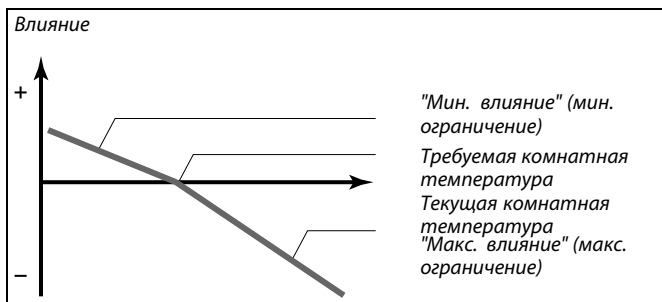 Влияние
+
"Мин. влияние" (мин.
ограничение)
Требуемая комнатная
температура
Текущая комнатная
температура
"Макс. влияние" (макс.
ограничение)
−